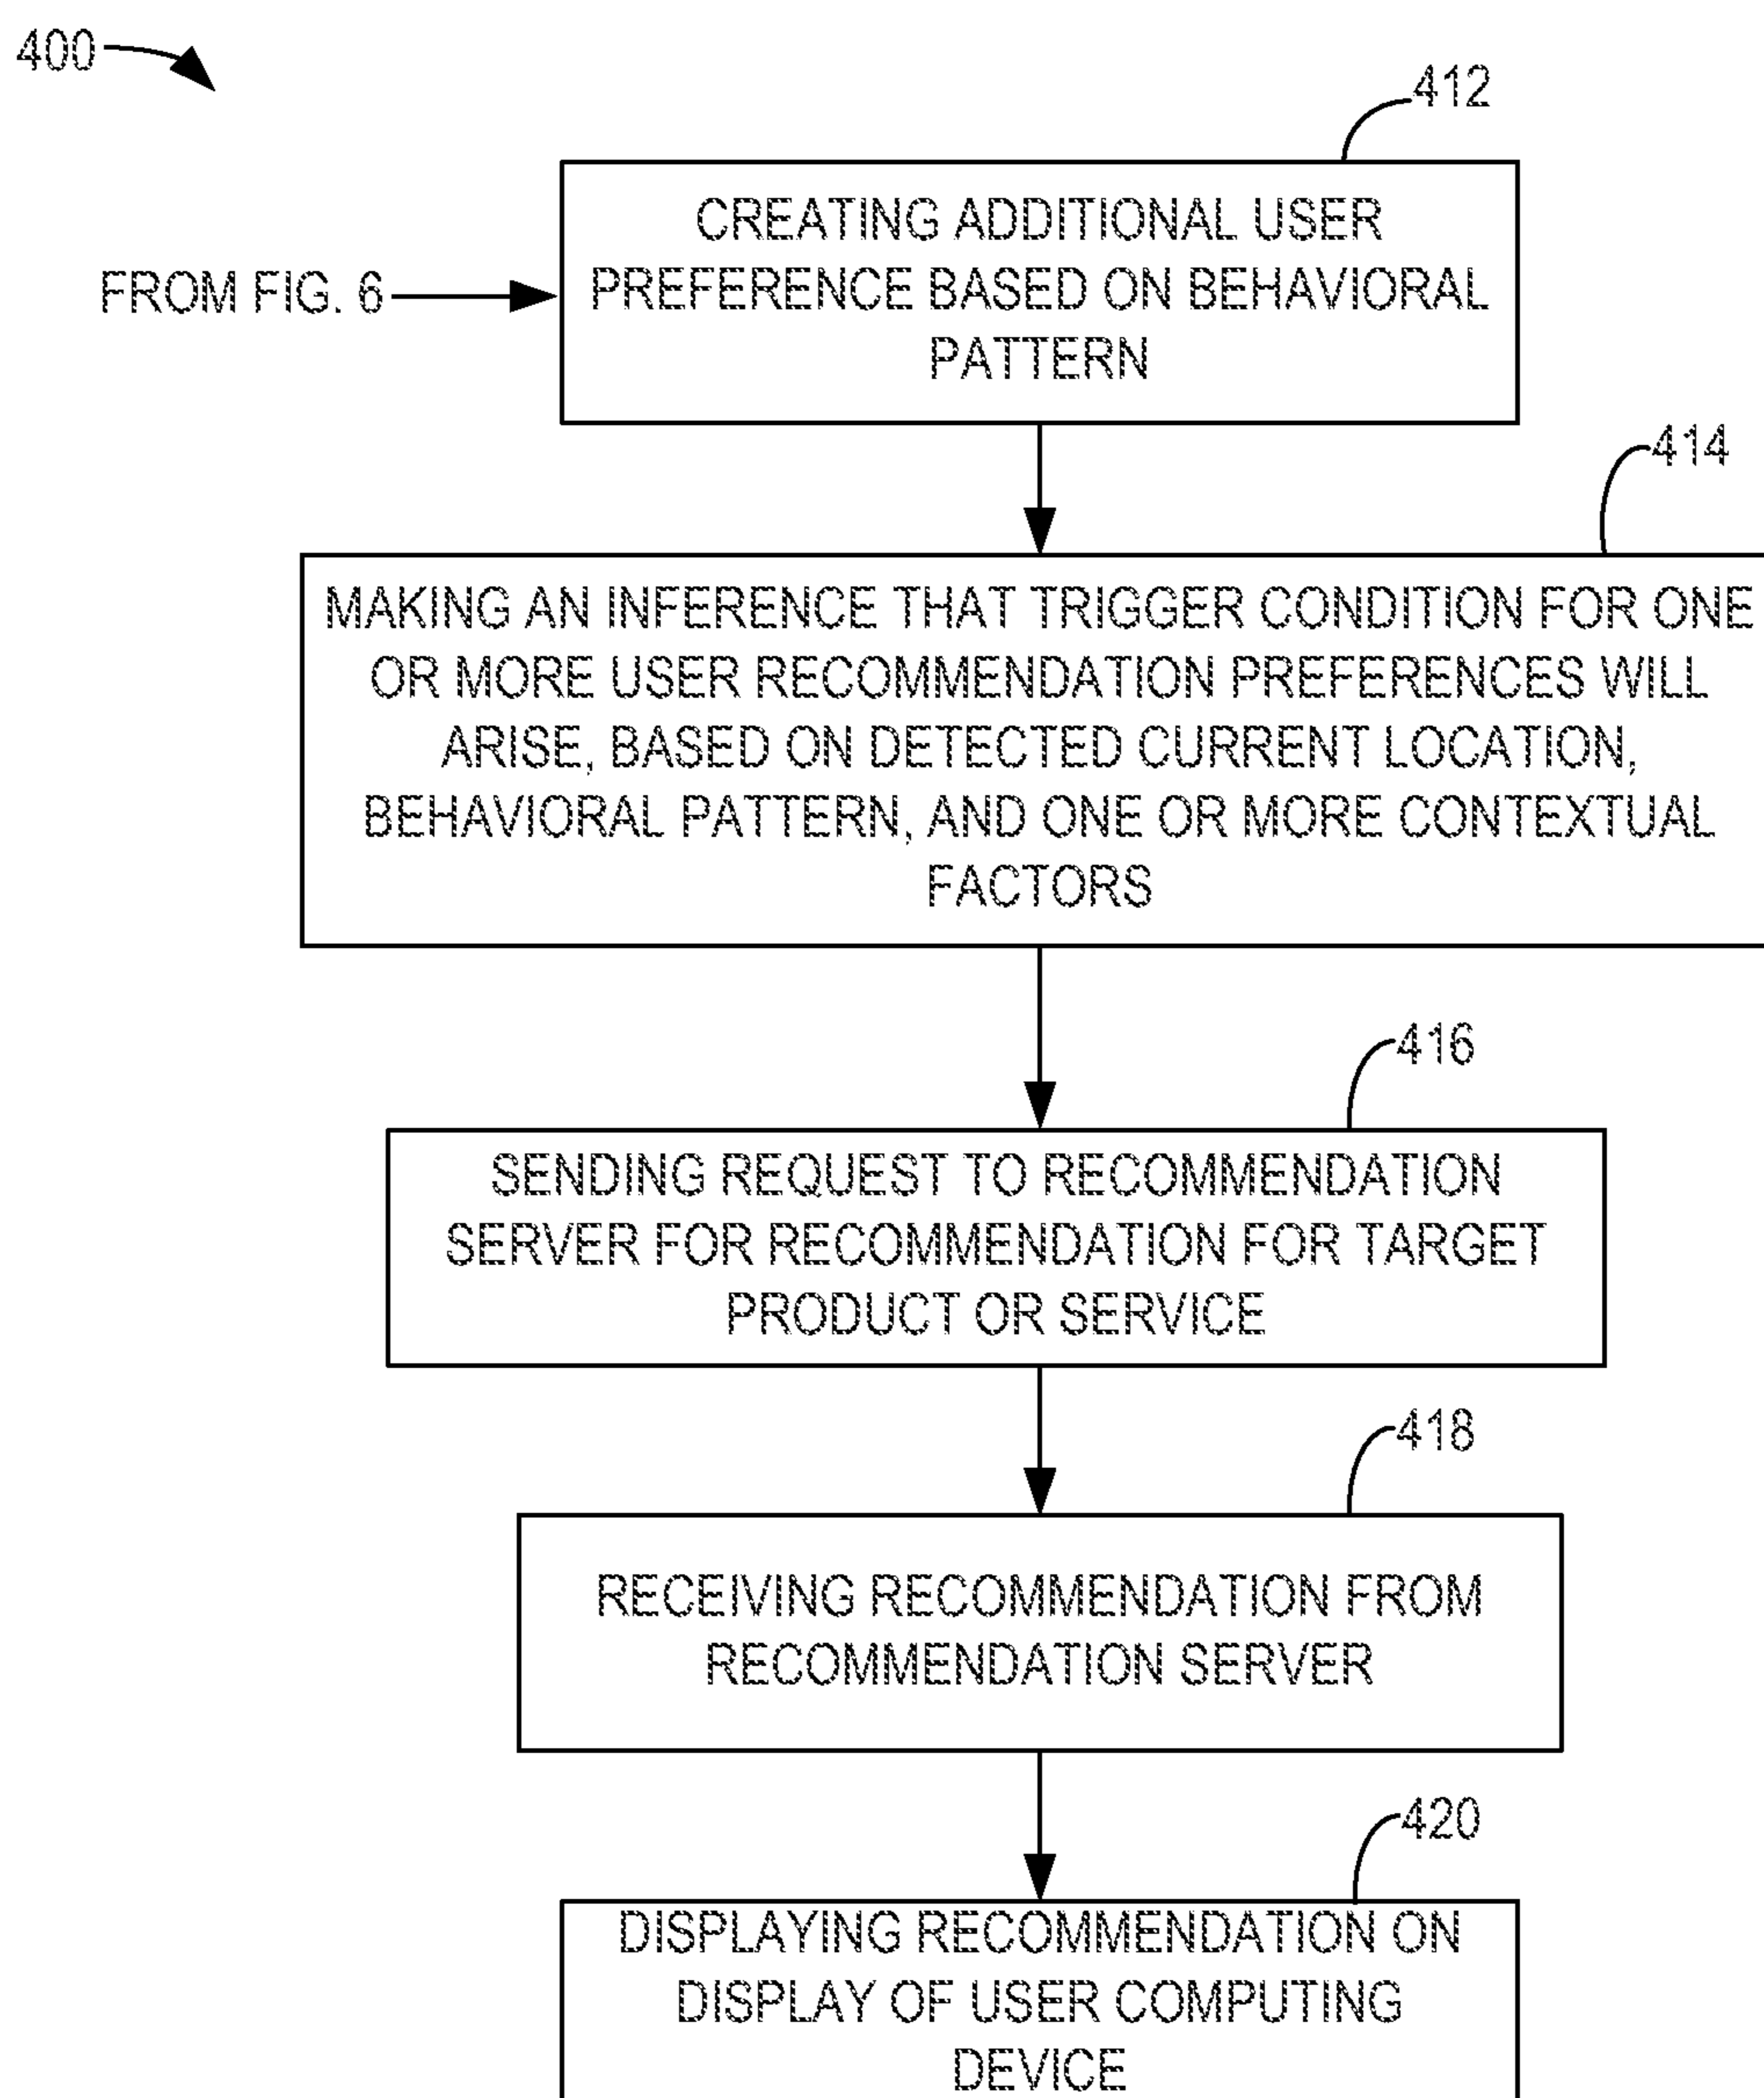 400
412
CREATING ADDITIONAL USER
FROM FIG. 6
PREFERENCE BASED ON BEHAVIORAL
PATTERN
414
MAKING AN INFERENCE THAT TRIGGER CONDITION FOR ONE
OR MORE USER RECOMMENDATION PREFERENCES WILL
ARISE, BASED ON DETECTED CURRENT LOCATION,
BEHAVIORAL PATTERN, AND ONE OR MORE CONTEXTUAL
FACTORS
416
SENDING REQUEST TO RECOMMENDATION
SERVER FOR RECOMMENDATION FOR TARGET
PRODUCT OR SERVICE
418
RECEIVING RECOMMENDATION FROM
RECOMMENDATION SERVER
420
DISPLAYING RECOMMENDATION ON
DISPLAY OF USER COMPUTING
DEVICE